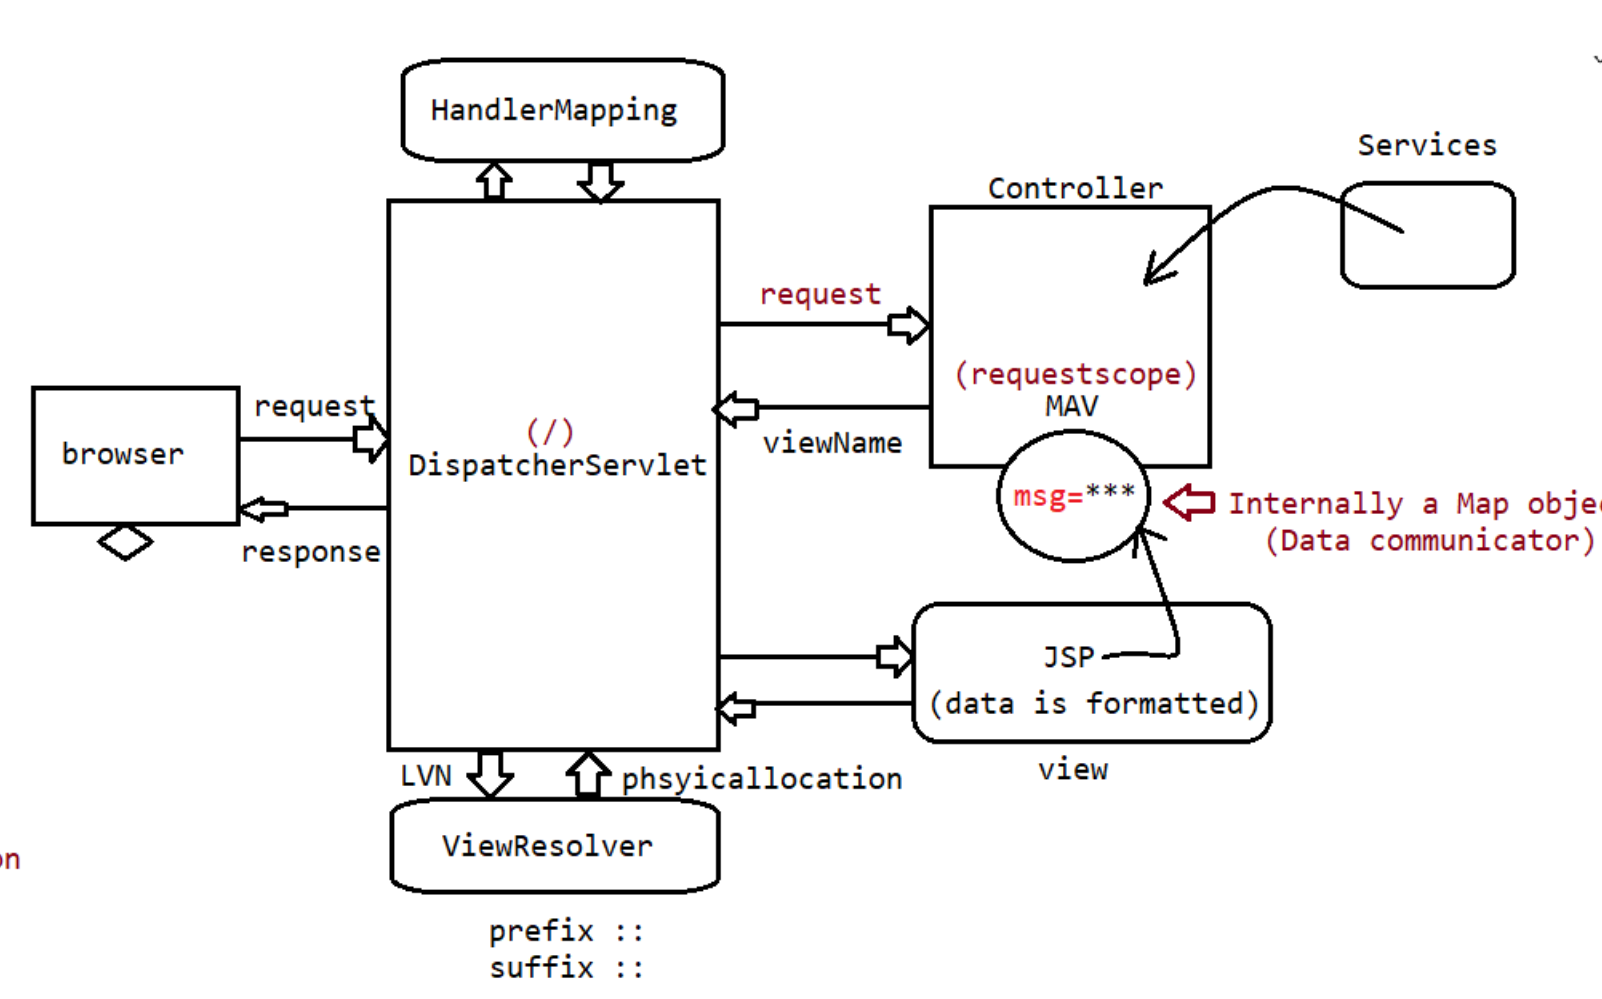 HandlerMapping
Services
Controller
request
(requestscope)
MAV
request
(/)
viewName
browser
DispatcherServlet
msg=***
Internally a Map obje
(Data communicator)
response
JSP
(data is formatted)
view
LVN
phsyicallocation
ViewResolver
on
prefix ::
suffix ::